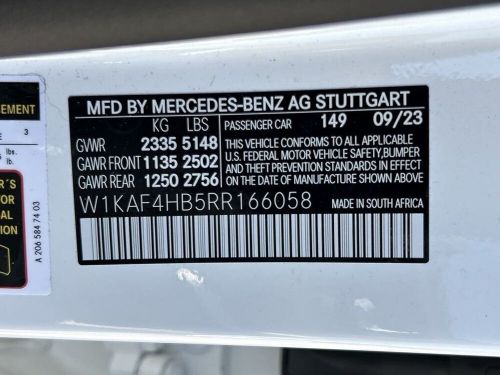 MFD BY MERCEDES-BENZ AG STUTTGART
KG LBS
PASSENGER CAR 149 09/23
GVWR 2335 5148
GAWR FRONT 1135 2502
GAWR REAR 1250 2756
THIS VEHICLE CONFORMS TO ALL APPLICABLE
U.S. FEDERAL MOTOR VEHICLE SAFETY,BUMPER
AND THEFT PREVENTION STANDARDS IN EFFECT
ON THE DATE OF MANUFACTURE SHOWN ABOVE.
W1KAF4HB5RR166058 MADE IN SOUTH AFRICA
3
lbs.
lb.
A 206 584 74 03